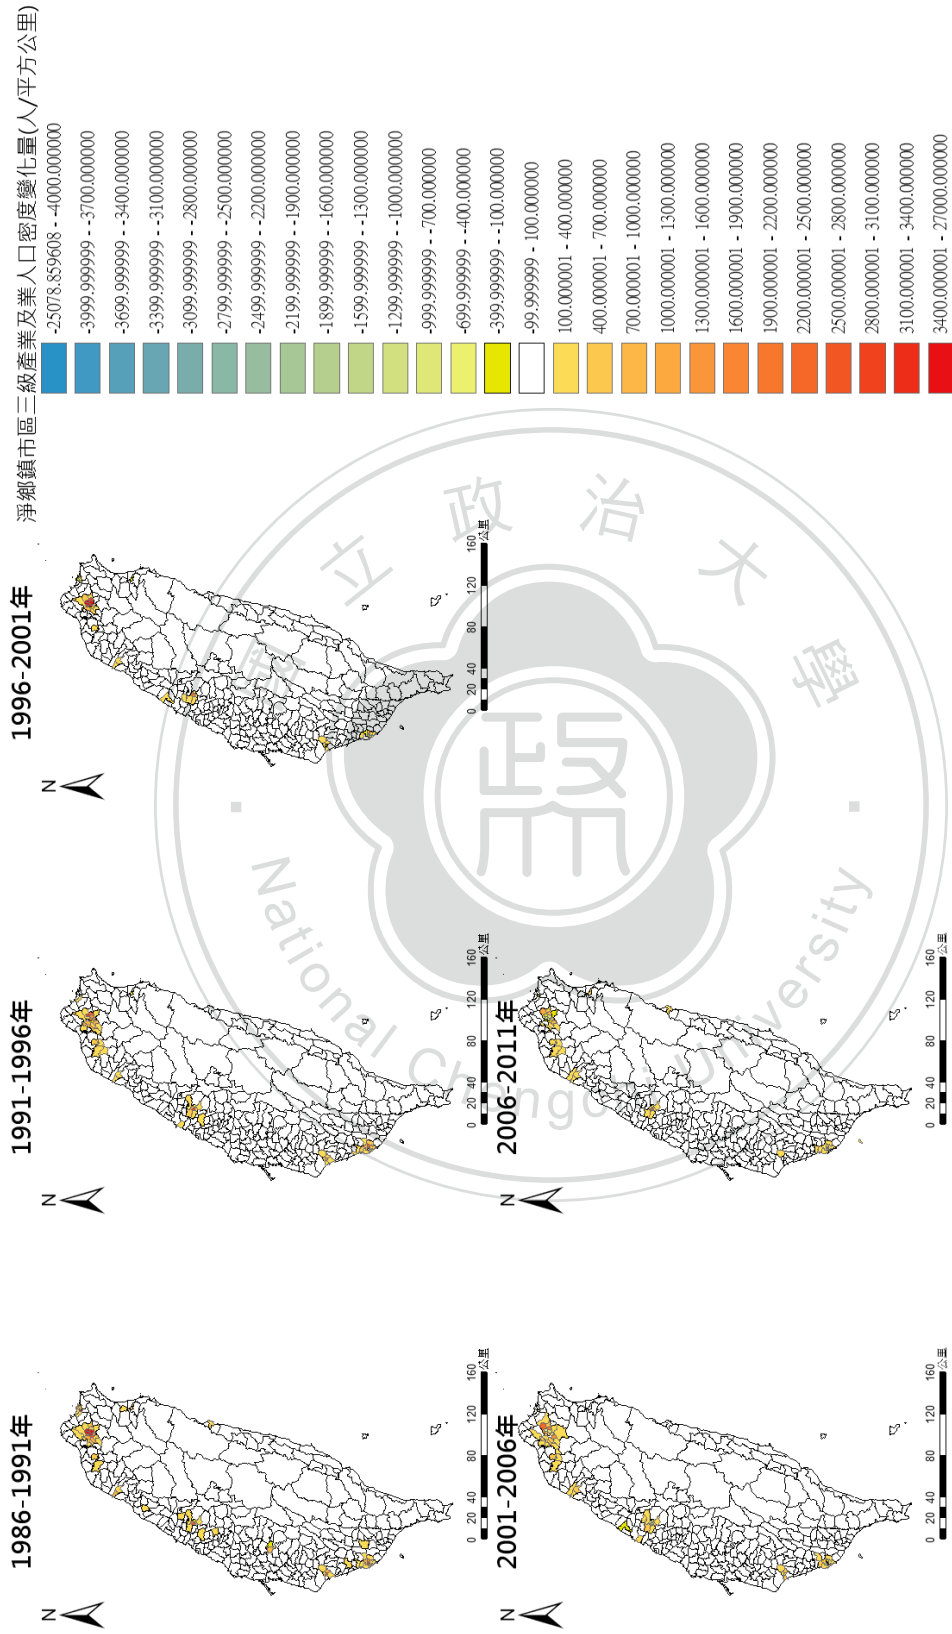 1986-1991年
N
0 20 40 80 120 160
公里
1991-1996年
N
0 20 40 80 120 160
公里
1996-2001年
N
0 20 40 80 120 160
公里
2001-2006年
N
0 20 40 80 120 160
公里
2006-2011年
N
0 20 40 80 120 160
公里
淨鄉鎮市區三級產業及業人口密度變化量(人/平方公里)
-25078.859608 - -4000.000000
-3999.999999 - -3700.000000
-3699.999999 - -3400.000000
-3399.999999 - -3100.000000
-3099.999999 - -2800.000000
-2799.999999 - -2500.000000
-2499.999999 - -2200.000000
-2199.999999 - -1900.000000
-1899.999999 - -1600.000000
-1599.999999 - -1300.000000
-1299.999999 - -1000.000000
-999.999999 - -700.000000
-699.999999 - -400.000000
-399.999999 - -100.000000
-99.999999 - 100.000000
100.000001 - 400.000000
400.000001 - 700.000000
700.000001 - 1000.000000
1000.000001 - 1300.000000
1300.000001 - 1600.000000
1600.000001 - 1900.000000
1900.000001 - 2200.000000
2200.000001 - 2500.000000
2500.000001 - 2800.000000
2800.000001 - 3100.000000
3100.000001 - 3400.000000
3400.000001 - 27000.000000
立政治大學
National Chengchi University
政